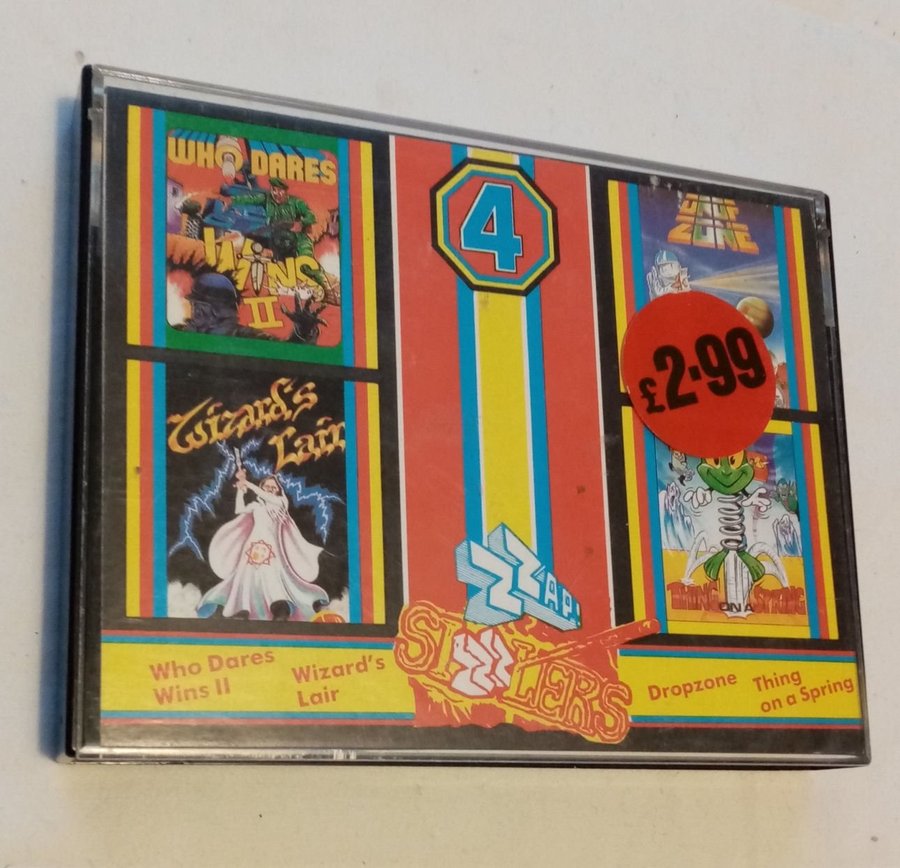 WHO DARES
WINS
II
4
DROP
ZONE
£2.99
Wizard's
Lair
ZZAP!
SIZZLERS
THING ON A SPRING
Who Dares
Wins II
Wizard's
Lair
Dropzone
Thing
on a Spring